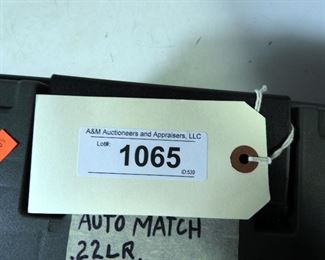 A&M Auctioneers and Appraisers, LLC
Lot#:
1065
ID:539
AUTO MATCH
.22LR.